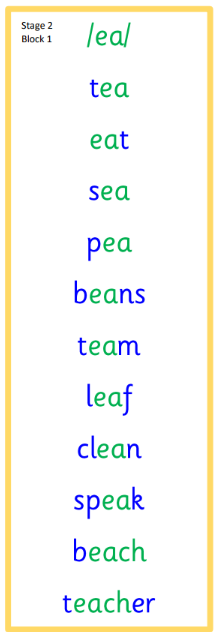 Stage 2
Block 1
/ea/
tea
eat
sea
pea
beans
team
leaf
clean
speak
beach
teacher